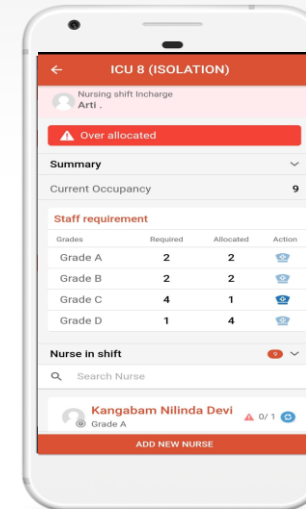 ICU 8 (ISOLATION)
Nursing shift Incharge
Arti .
Over allocated
Summary
Current Occupancy 9
Staff requirement
Grades Required Allocated Action
Grade A 2 2
Grade B 2 2
Grade C 4 1
Grade D 1 4
Nurse in shift 9
Search Nurse
Kangabam Nilinda Devi 0/ 1
Grade A
ADD NEW NURSE